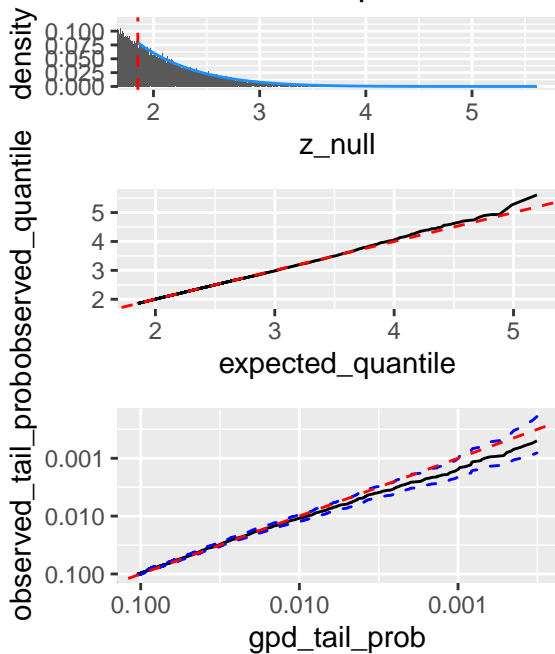 density
0.100
0.075
0.050
0.025
0.000
2 3 4 5
z_null
observed_quantile
5
4
3
2
2 3 4 5
expected_quantile
observed_tail_prob
0.001
0.010
0.100
0.100 0.010 0.001
gpd_tail_prob